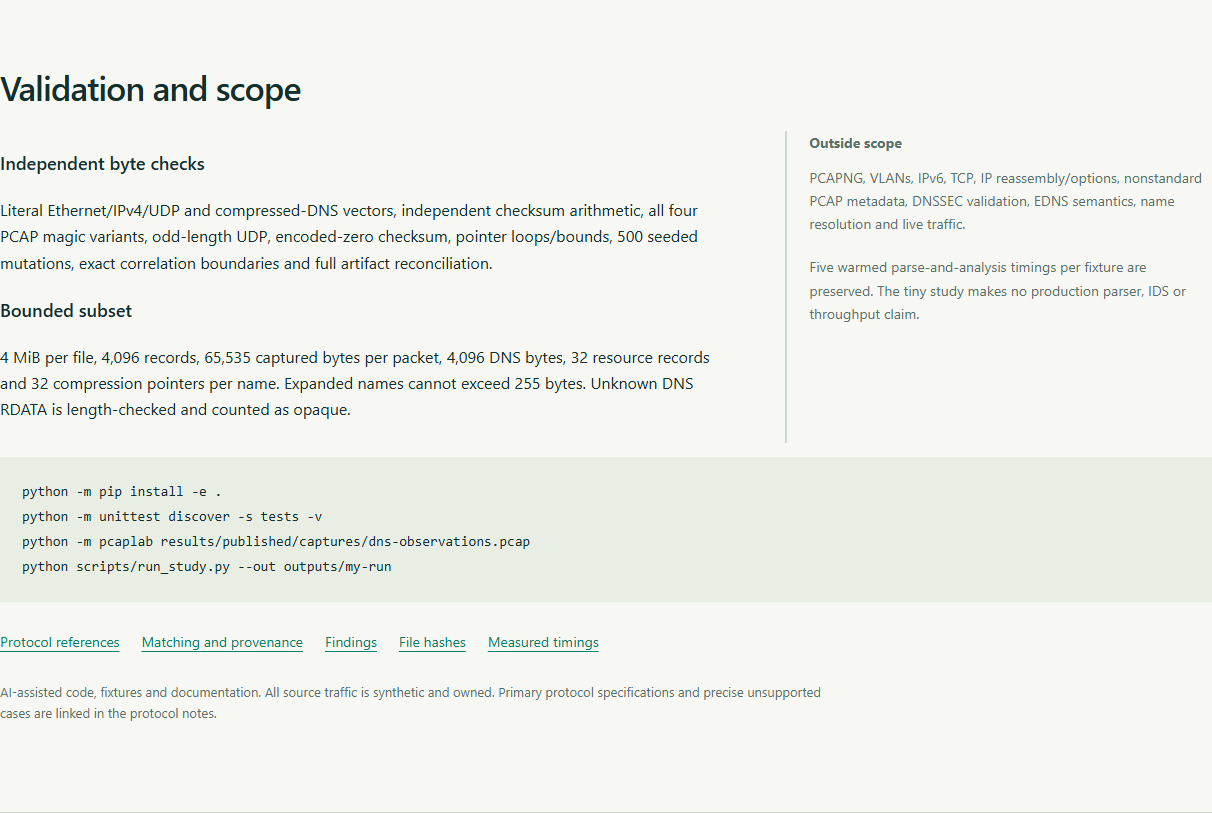 Validation and scope
Independent byte checks
Literal Ethernet/IPv4/UDP and compressed-DNS vectors, independent checksum arithmetic, all four
PCAP magic variants, odd-length UDP, encoded-zero checksum, pointer loops/bounds, 500 seeded
mutations, exact correlation boundaries and full artifact reconciliation.
Bounded subset
4 MiB per file, 4,096 records, 65,535 captured bytes per packet, 4,096 DNS bytes, 32 resource records
and 32 compression pointers per name. Expanded names cannot exceed 255 bytes. Unknown DNS
RDATA is length-checked and counted as opaque.
Outside scope
PCAPNG, VLANs, IPv6, TCP, IP reassembly/options, nonstandard
PCAP metadata, DNSSEC validation, EDNS semantics, name
resolution and live traffic.
Five warmed parse-and-analysis timings per fixture are
preserved. The tiny study makes no production parser, IDS or
throughput claim.
python -m pip install -e .
python -m unittest discover -s tests -v
python -m pcaplab results/published/captures/dns-observations.pcap
python scripts/run_study.py --out outputs/my-run
Protocol references Matching and provenance Findings File hashes Measured timings
AI-assisted code, fixtures and documentation. All source traffic is synthetic and owned. Primary protocol specifications and precise unsupported
cases are linked in the protocol notes.